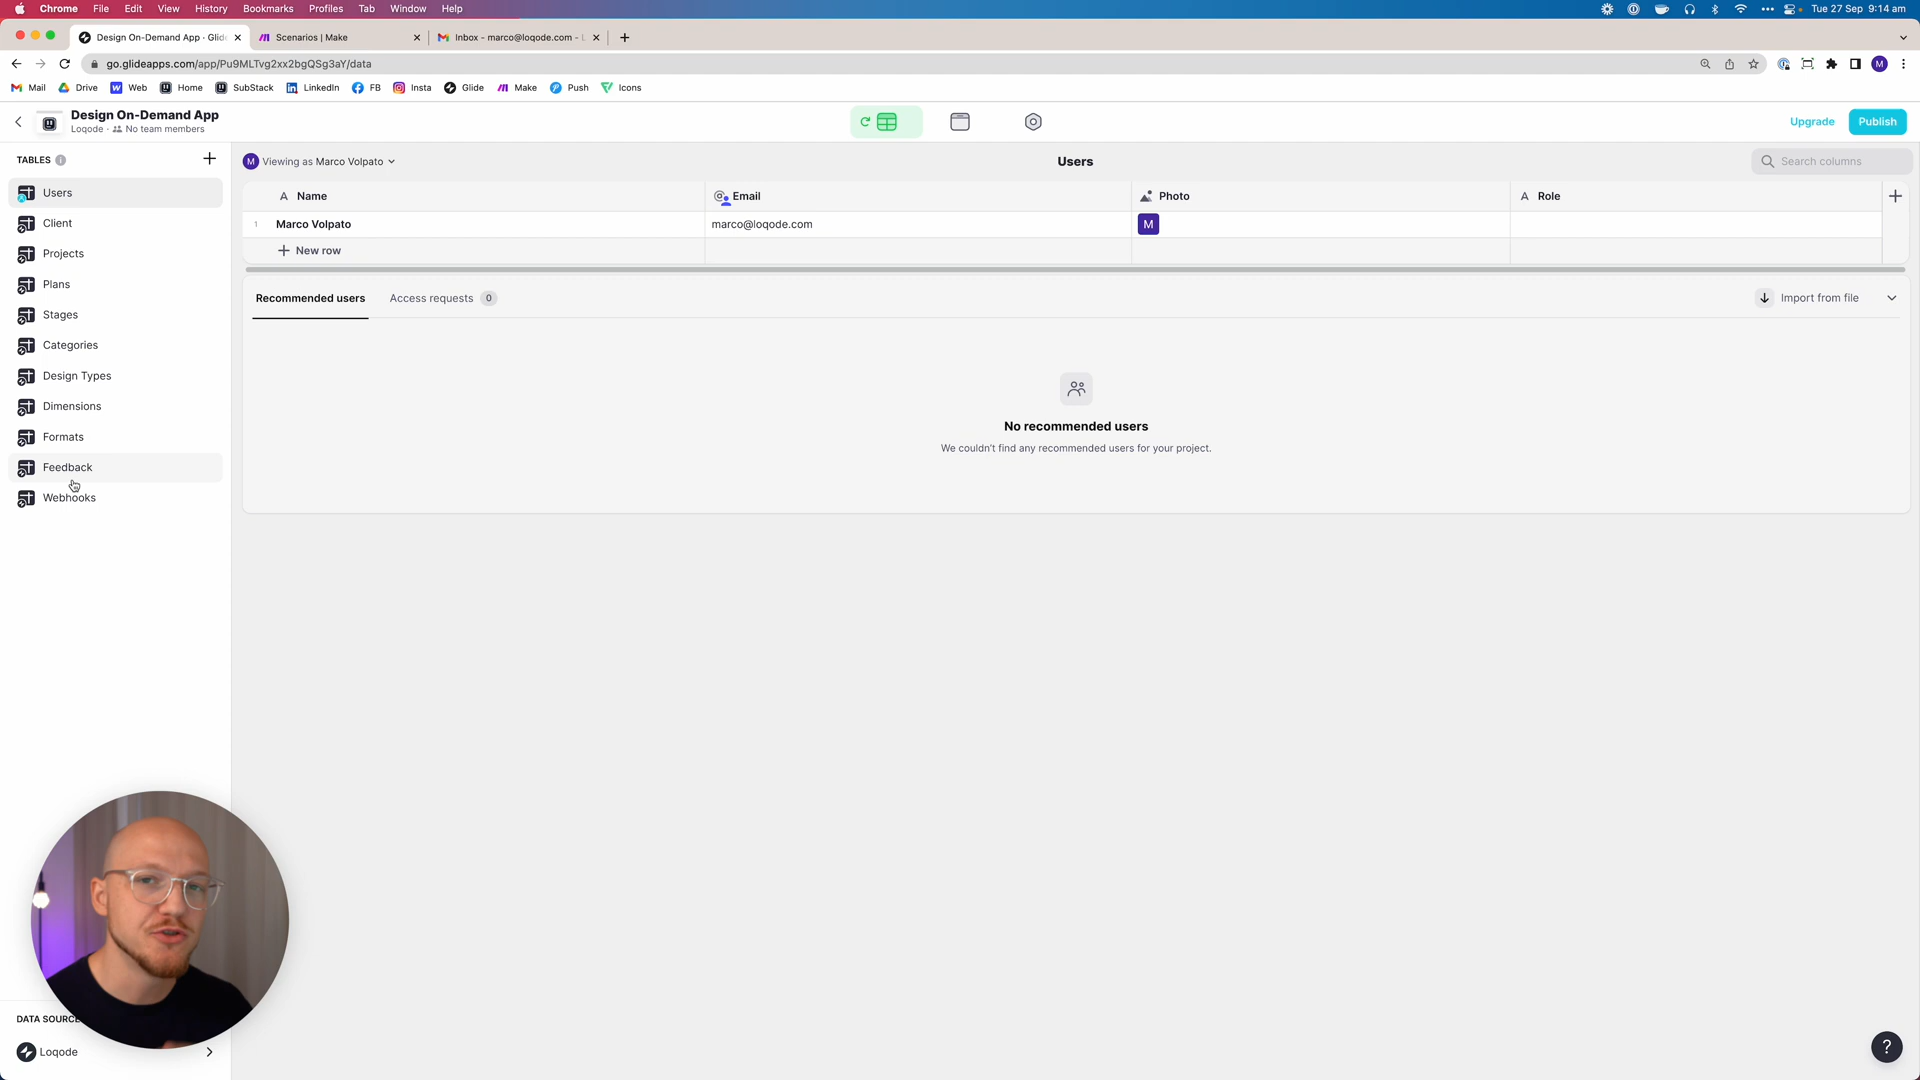 Chrome File Edit View History Bookmarks Profiles Tab Window Help Tue 27 Sep 9:14 am
Design On-Demand App · Glid Scenarios | Make Inbox - marco@loqode.com -
go.glideapps.com/app/Pu9MLTvg2xx2bgQSg3aY/data
Mail Drive Web Home SubStack LinkedIn FB Insta Glide Make Push Icons
Design On-Demand App
Loqode · No team members
Upgrade Publish
TABLES
Viewing as Marco Volpato
Users
Search columns
Users
Client
Projects
Plans
Stages
Categories
Design Types
Dimensions
Formats
Feedback
Webhooks
Name Email Photo Role
1 Marco Volpato marco@loqode.com M
New row
Recommended users Access requests 0 Import from file
No recommended users
We couldn't find any recommended users for your project.
DATA SOURC
Loqode
?